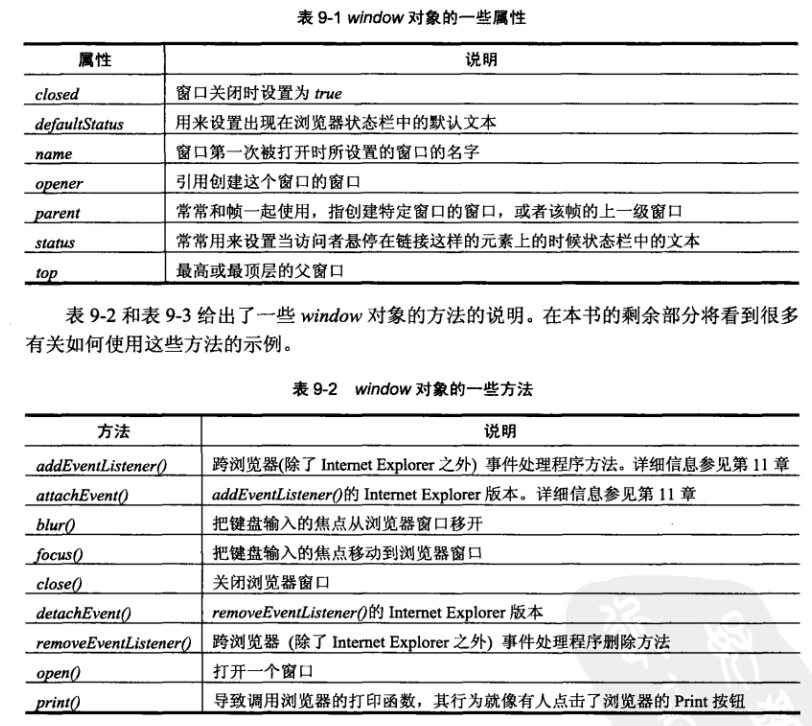 表 9-1 window 对象的一些属性
属性 说明
closed 窗口关闭时设置为 true
defaultStatus 用来设置出现在浏览器状态栏中的默认文本
name 窗口第一次被打开时所设置的窗口的名字
opener 引用创建这个窗口的窗口
parent 常常和帧一起使用，指创建特定窗口的窗口，或者该帧的上一级窗口
status 常常用来设置当访问者悬停在链接这样的元素上的时候状态栏中的文本
top 最高或最顶层的父窗口
表 9-2 和表 9-3 给出了一些 window 对象的方法的说明。在本书的剩余部分将看到很多
有关如何使用这些方法的示例。
表 9-2 window 对象的一些方法
方法 说明
addEventListener() 跨浏览器(除了 Internet Explorer 之外) 事件处理程序方法。详细信息参见第 11 章
attachEvent() addEventListener()的 Internet Explorer 版本。详细信息参见第 11 章
blur() 把键盘输入的焦点从浏览器窗口移开
focus() 把键盘输入的焦点移动到浏览器窗口
close() 关闭浏览器窗口
detachEvent() removeEventListener()的 Internet Explorer 版本
removeEventListener() 跨浏览器 (除了 Internet Explorer 之外) 事件处理程序删除方法
open() 打开一个窗口
print() 导致调用浏览器的打印函数，其行为就像有人点击了浏览器的 Print 按钮